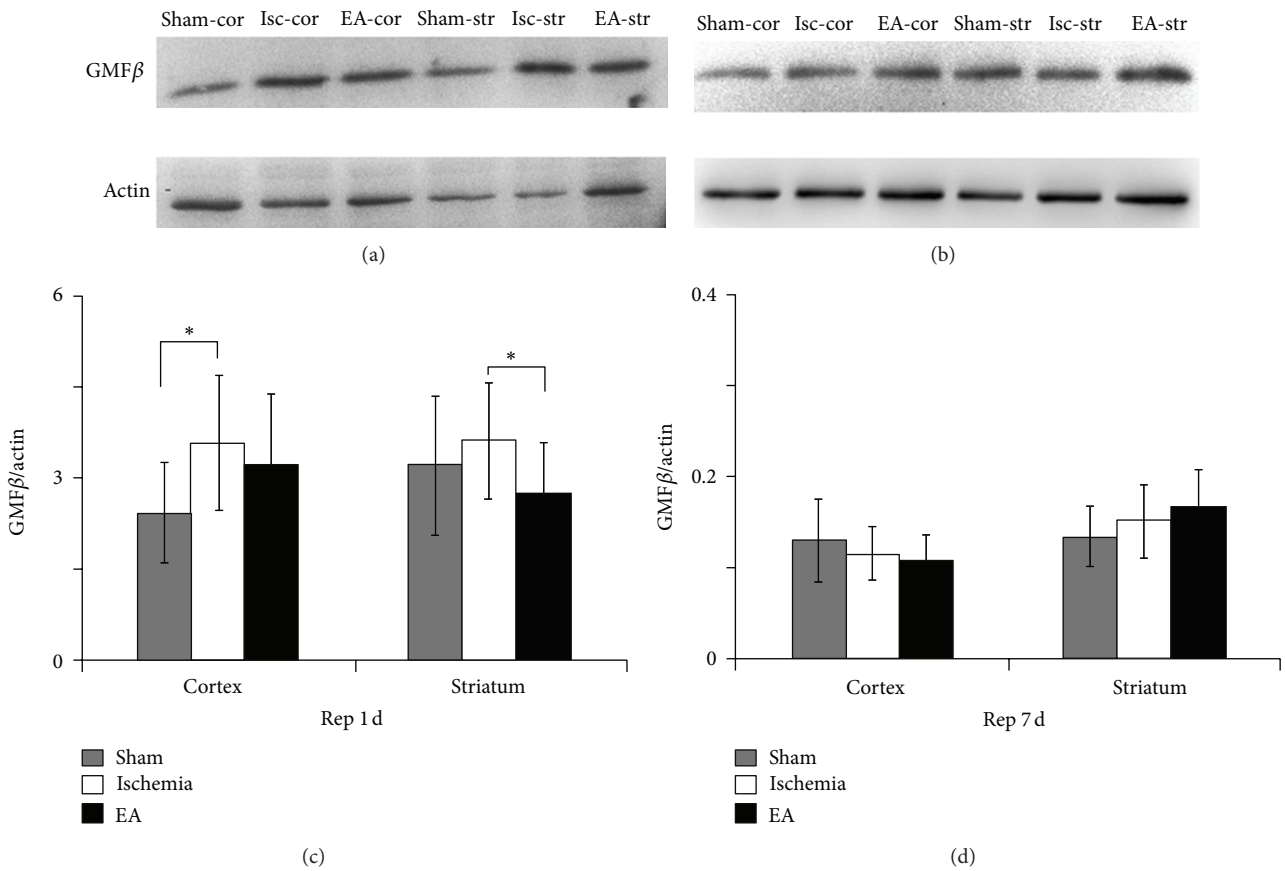 Sham-cor Isc-cor EA-cor Sham-str Isc-str EA-str
GMFβ
Actin
(a)
Sham-cor Isc-cor EA-cor Sham-str Isc-str EA-str
(b)
6
3
0
GMFβ/actin
*
*
Cortex Striatum
Rep 1 d
Sham
Ischemia
EA
(c)
0.4
0.2
0
GMFβ/actin
Cortex Striatum
Rep 7 d
Sham
Ischemia
EA
(d)